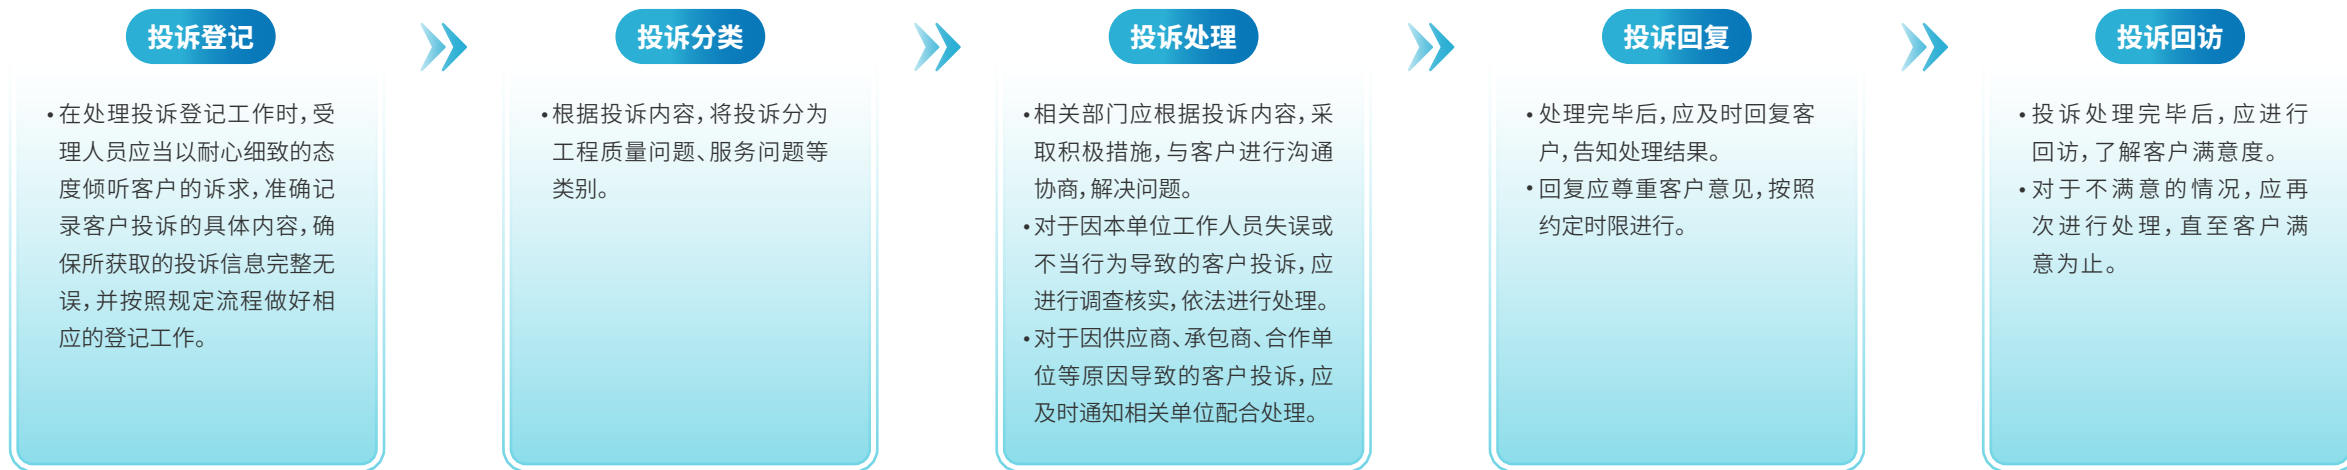 投诉登记
• 在处理投诉登记工作时，受
理人员应当以耐心细致的态
度倾听客户的诉求，准确记
录客户投诉的具体内容，确
保所获取的投诉信息完整无
误，并按照规定流程做好相
应的登记工作。
投诉分类
• 根据投诉内容，将投诉分为
工程质量问题、服务问题等
类别。
投诉处理
• 相关部门应根据投诉内容，采
取积极措施，与客户进行沟通
协商，解决问题。
• 对于因本单位工作人员失误或
不当行为导致的客户投诉，应
进行调查核实，依法进行处理。
• 对于因供应商、承包商、合作单
位等原因导致的客户投诉，应
及时通知相关单位配合处理。
投诉回复
• 处理完毕后，应及时回复客
户，告知处理结果。
• 回复应尊重客户意见，按照
约定时限进行。
投诉回访
• 投诉处理完毕后，应进行
回访，了解客户满意度。
• 对于不满意的情况，应再
次进行处理，直至客户满
意为止。